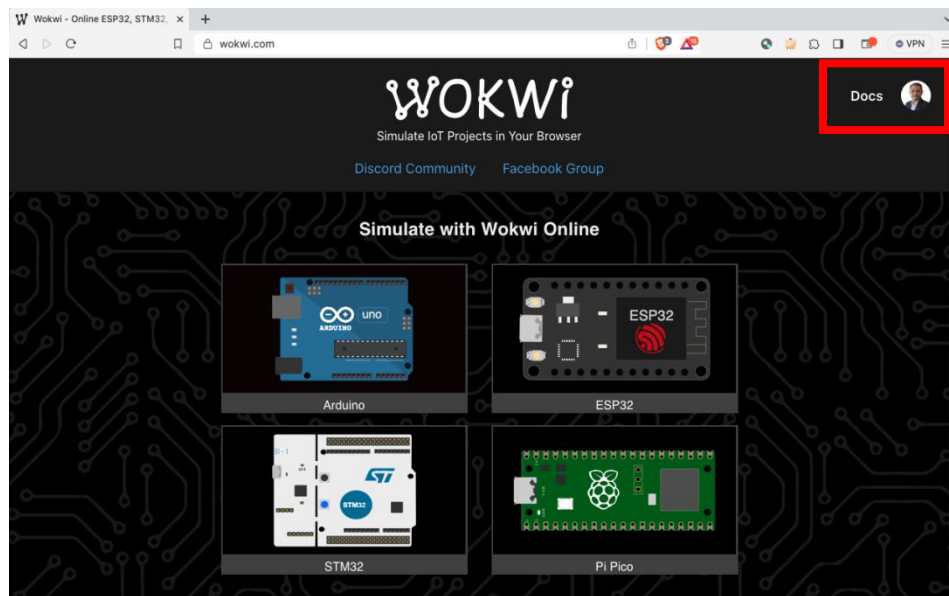 Wokwi - Online ESP32, STM32,
wokwi.com
VPN
WOKWi
Docs
Simulate IoT Projects in Your Browser
Discord Community Facebook Group
Simulate with Wokwi Online
UNO
ARDUINO
ESP32
Arduino
ESP32
STM32
STM32
Pi Pico